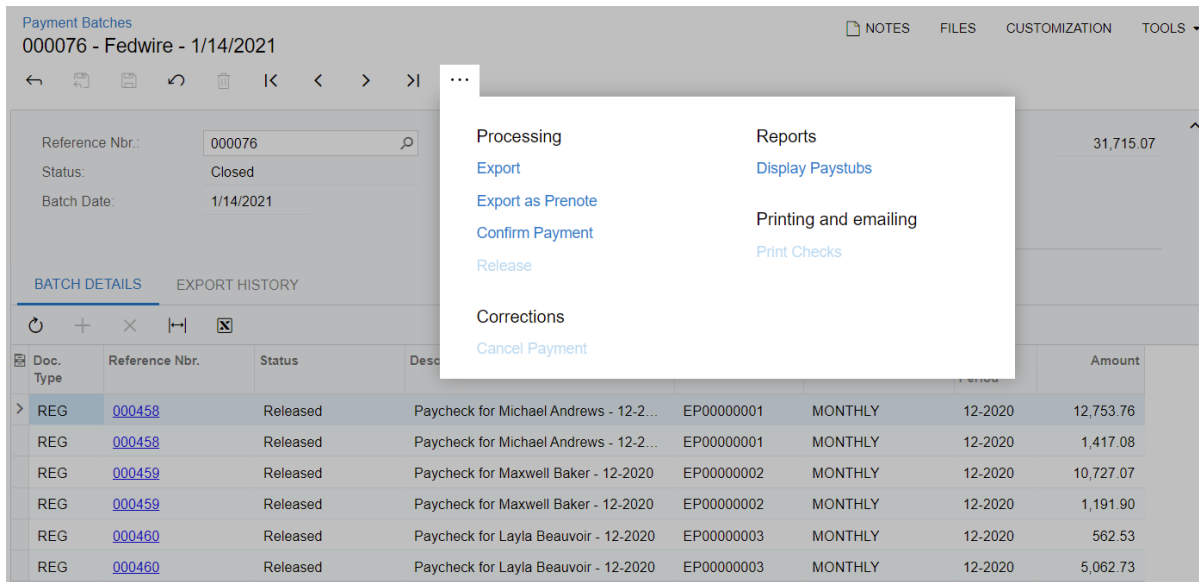 Payment Batches
000076 - Fedwire - 1/14/2021
NOTES FILES CUSTOMIZATION TOOLS
Reference Nbr.: 000076
Status: Closed
Batch Date: 1/14/2021
31,715.07
Processing
Export
Export as Prenote
Confirm Payment
Release
Corrections
Cancel Payment
Reports
Display Paystubs
Printing and emailing
Print Checks
BATCH DETAILS EXPORT HISTORY
Doc. Type Reference Nbr. Status Desc Period Amount
REG 000458 Released Paycheck for Michael Andrews - 12-2... EP00000001 MONTHLY 12-2020 12,753.76
REG 000458 Released Paycheck for Michael Andrews - 12-2... EP00000001 MONTHLY 12-2020 1,417.08
REG 000459 Released Paycheck for Maxwell Baker - 12-2020 EP00000002 MONTHLY 12-2020 10,727.07
REG 000459 Released Paycheck for Maxwell Baker - 12-2020 EP00000002 MONTHLY 12-2020 1,191.90
REG 000460 Released Paycheck for Layla Beauvoir - 12-2020 EP00000003 MONTHLY 12-2020 562.53
REG 000460 Released Paycheck for Layla Beauvoir - 12-2020 EP00000003 MONTHLY 12-2020 5,062.73